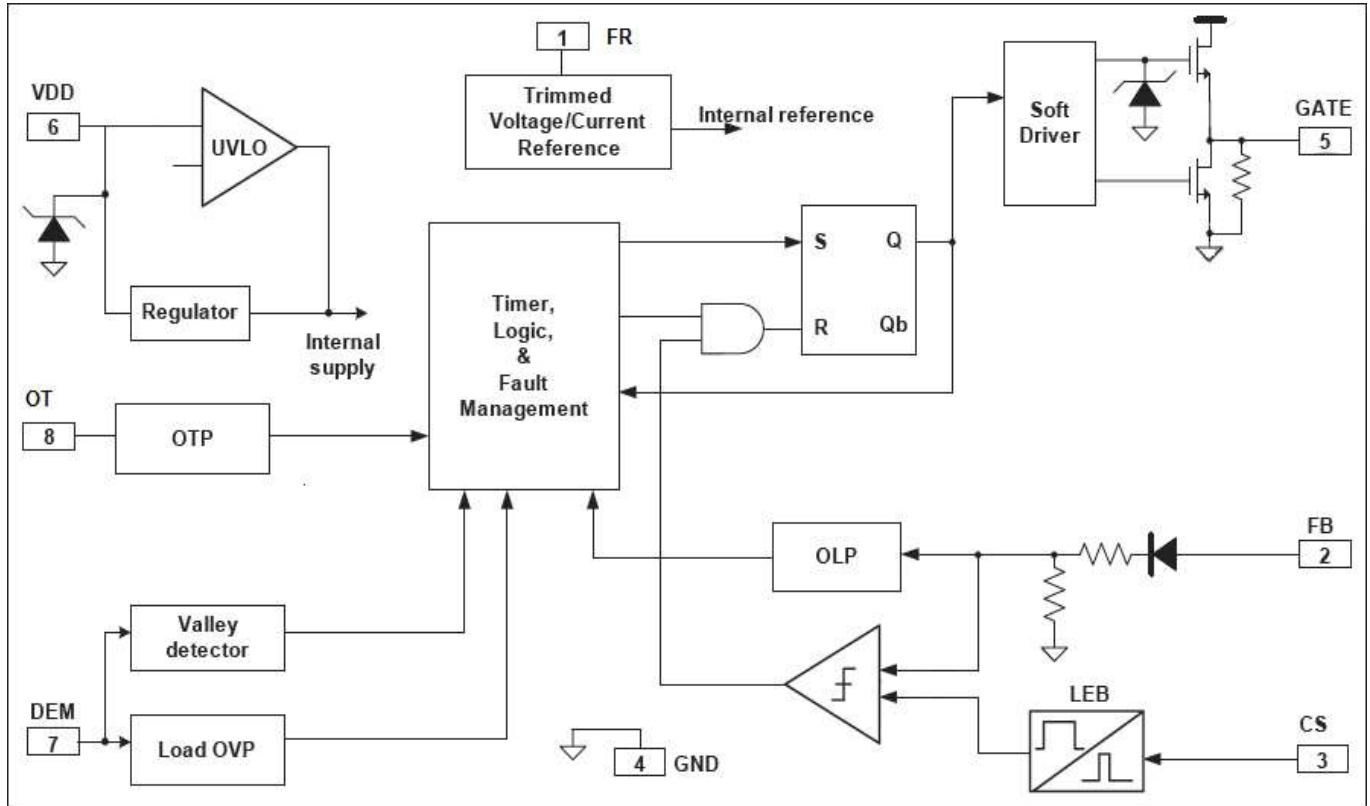 1 FR
Trimmed
Voltage/Current
Reference
Internal reference
VDD
6
UVLO
Regulator
Internal
supply
Soft
Driver
GATE
5
Timer,
Logic,
&
Fault
Management
S Q
R Qb
OT
8
OTP
OLP
FB
2
Valley
detector
DEM
7
Load OVP
4 GND
LEB
CS
3